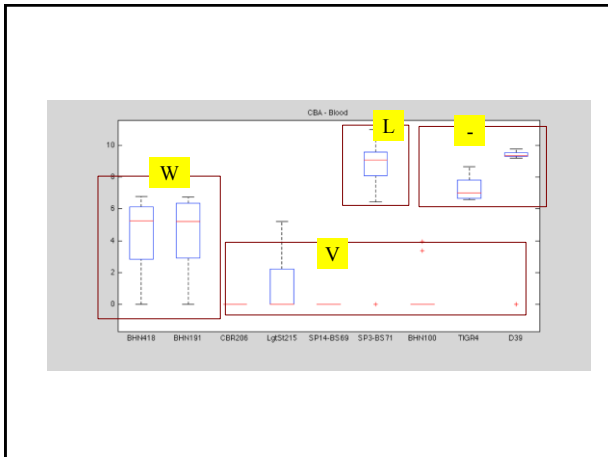 CBA - Blood
L
-
W
V
10
8
6
4
2
0
BHN418 BHN191 CBR206 LgtSt215 SP14-BS69 SP3-BS71 BHN100 TIGR4 D39